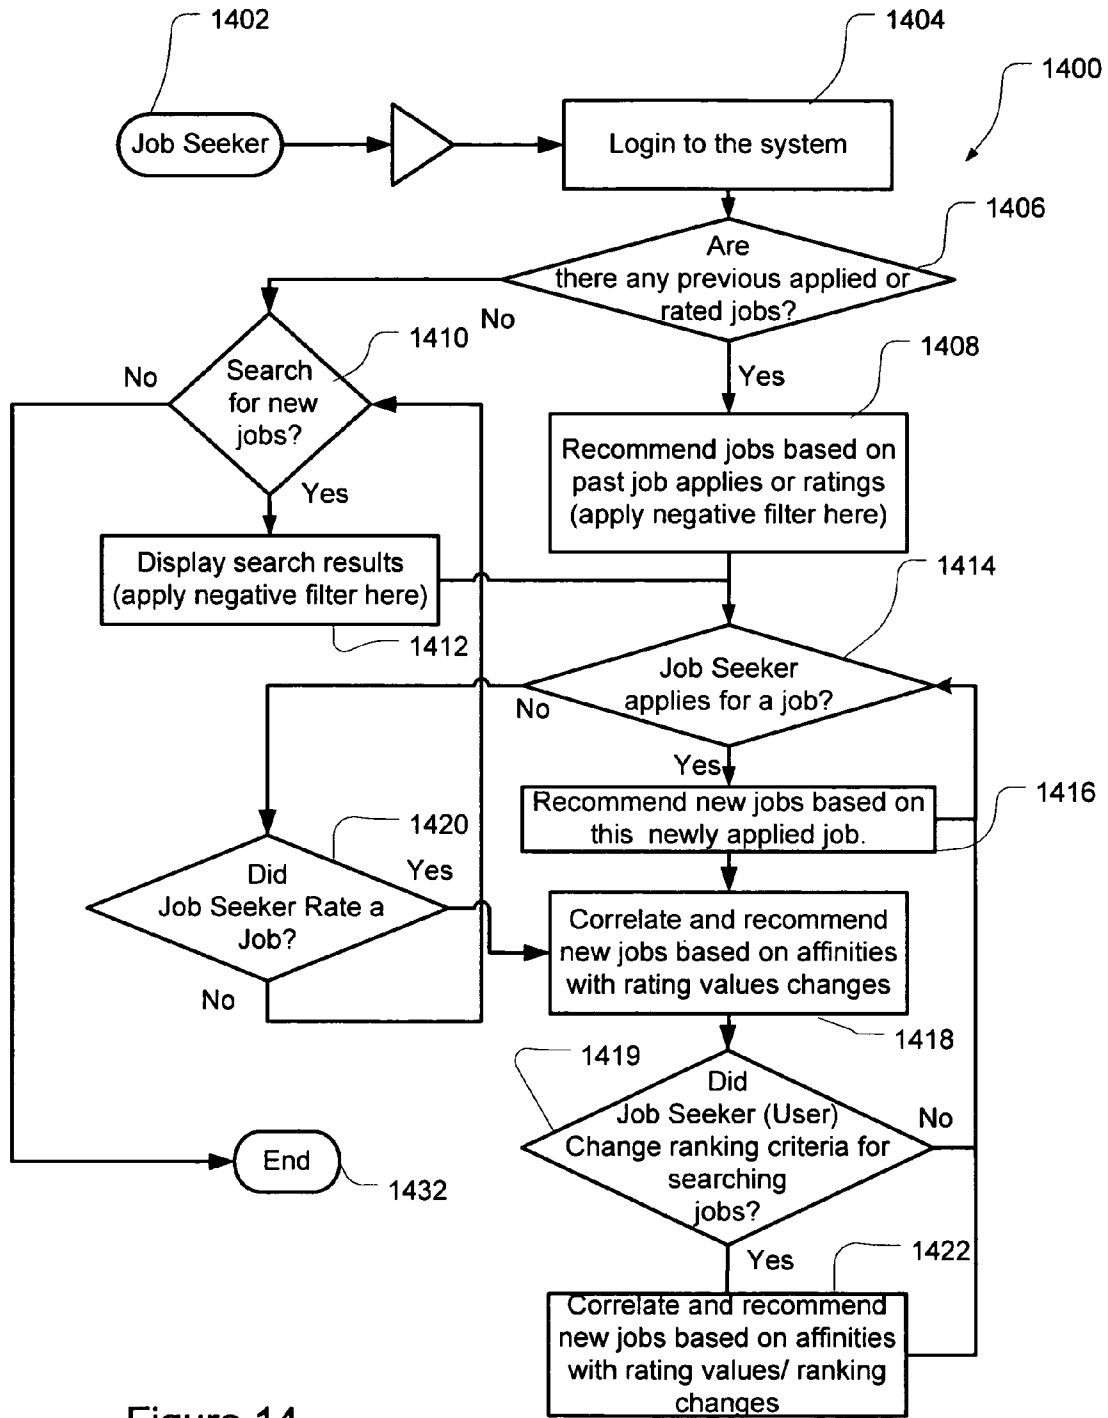 1402
1404
1400
Job Seeker
Login to the system
1406
Are
there any previous applied or
rated jobs?
No
1410
1408
No
Search
for new
jobs?
Yes
Yes
Recommend jobs based on
past job applies or ratings
(apply negative filter here)
Display search results
(apply negative filter here)
1414
1412
Job Seeker
applies for a job?
No
Yes
1416
Recommend new jobs based on
this newly applied job.
1420
Yes
Did
Job Seeker Rate a
Job?
No
Correlate and recommend
new jobs based on affinities
with rating values changes
1418
1419
Did
Job Seeker (User)
Change ranking criteria for
searching
jobs?
No
End
1432
Yes
1422
Correlate and recommend
new jobs based on affinities
with rating values/ ranking
changes
Figure 14